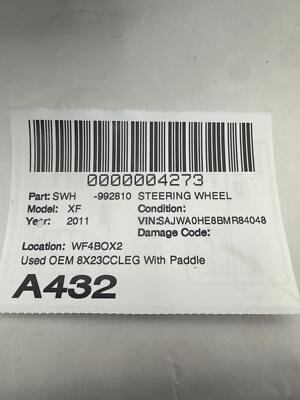 0000004273
Part: SWH -992810 STEERING WHEEL
Model: XF Condition:
Year: 2011 VIN:SAJWA0HE8BMR84048
Damage Code:
Location: WF4BOX2
Used OEM 8X23CCLEG With Paddle
A432